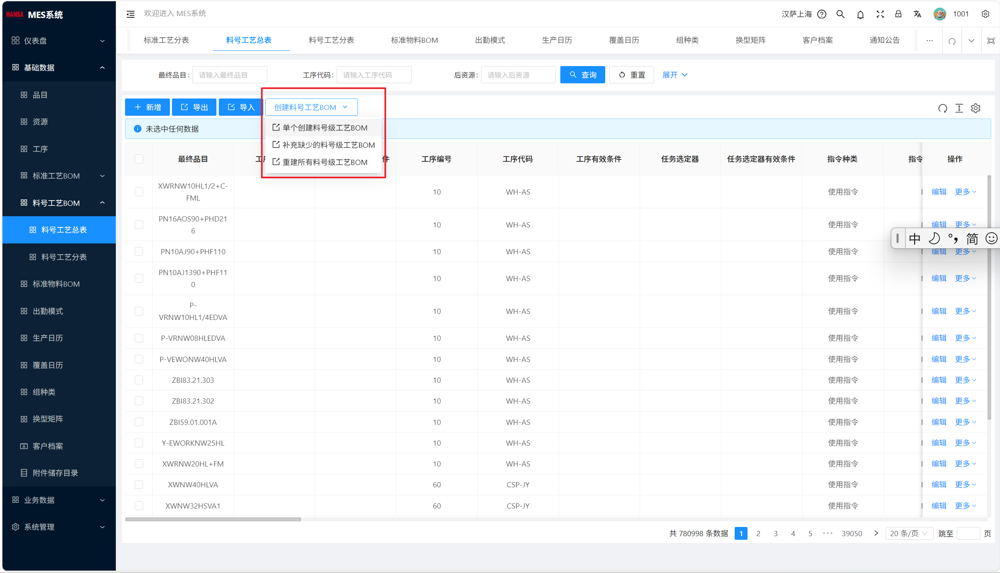 HANSA MES系统
欢迎进入 MES系统
汉萨上海
1001
仪表盘
基础数据
品目
资源
工序
标准工艺BOM
料号工艺BOM
料号工艺总表
料号工艺分表
标准物料BOM
出勤模式
生产日历
覆盖日历
组种类
换型矩阵
客户档案
附件储存目录
业务数据
系统管理
标准工艺分表 料号工艺总表 料号工艺分表 标准物料BOM 出勤模式 生产日历 覆盖日历 组种类 换型矩阵 客户档案 通知公告 ...
最终品目: 请输入最终品目 工序代码: 请输入工序代码 后资源: 请输入后资源 查询 重置 展开
新增 导出 导入 创建料号工艺BOM
未选中任何数据
单个创建料号级工艺BOM
补充缺少的料号级工艺BOM
重建所有料号级工艺BOM
最终品目 件 工序编号 工序代码 工序有效条件 任务选定器 任务选定器有效条件 指令种类 指令 操作
XWRNW10HL1/2+C-
FML
10 WH-AS 使用指令 编辑 更多
PN16AOS90+PHD21
6
10 WH-AS 使用指令 编辑 更多
中 °, 简
PN10AJ90+PHF110 10 WH-AS 使用指令 编辑 更多
PN10AJ1390+PHF11
0
10 WH-AS 使用指令 编辑 更多
P-
VRNW10HL1/4EDVA
10 WH-AS 使用指令 编辑 更多
P-VRNW08HLEDVA 10 WH-AS 使用指令 编辑 更多
P-VEWONW40HLVA 10 WH-AS 使用指令 编辑 更多
ZBI83.21.303 10 WH-AS 使用指令 编辑 更多
ZBI83.21.302 10 WH-AS 使用指令 编辑 更多
ZBI59.01.001A 10 WH-AS 使用指令 编辑 更多
Y-EWORKNW25HL 10 WH-AS 使用指令 编辑 更多
XWRNW20HL+FM 10 WH-AS 使用指令 编辑 更多
XWNW40HLVA 60 CSP-JY 使用指令 编辑 更多
XWNW32HSVA1 60 CSP-JY 使用指令 编辑 更多
共 780998 条数据 1 2 3 4 5 ••• 39050 20 条/页 跳至 页